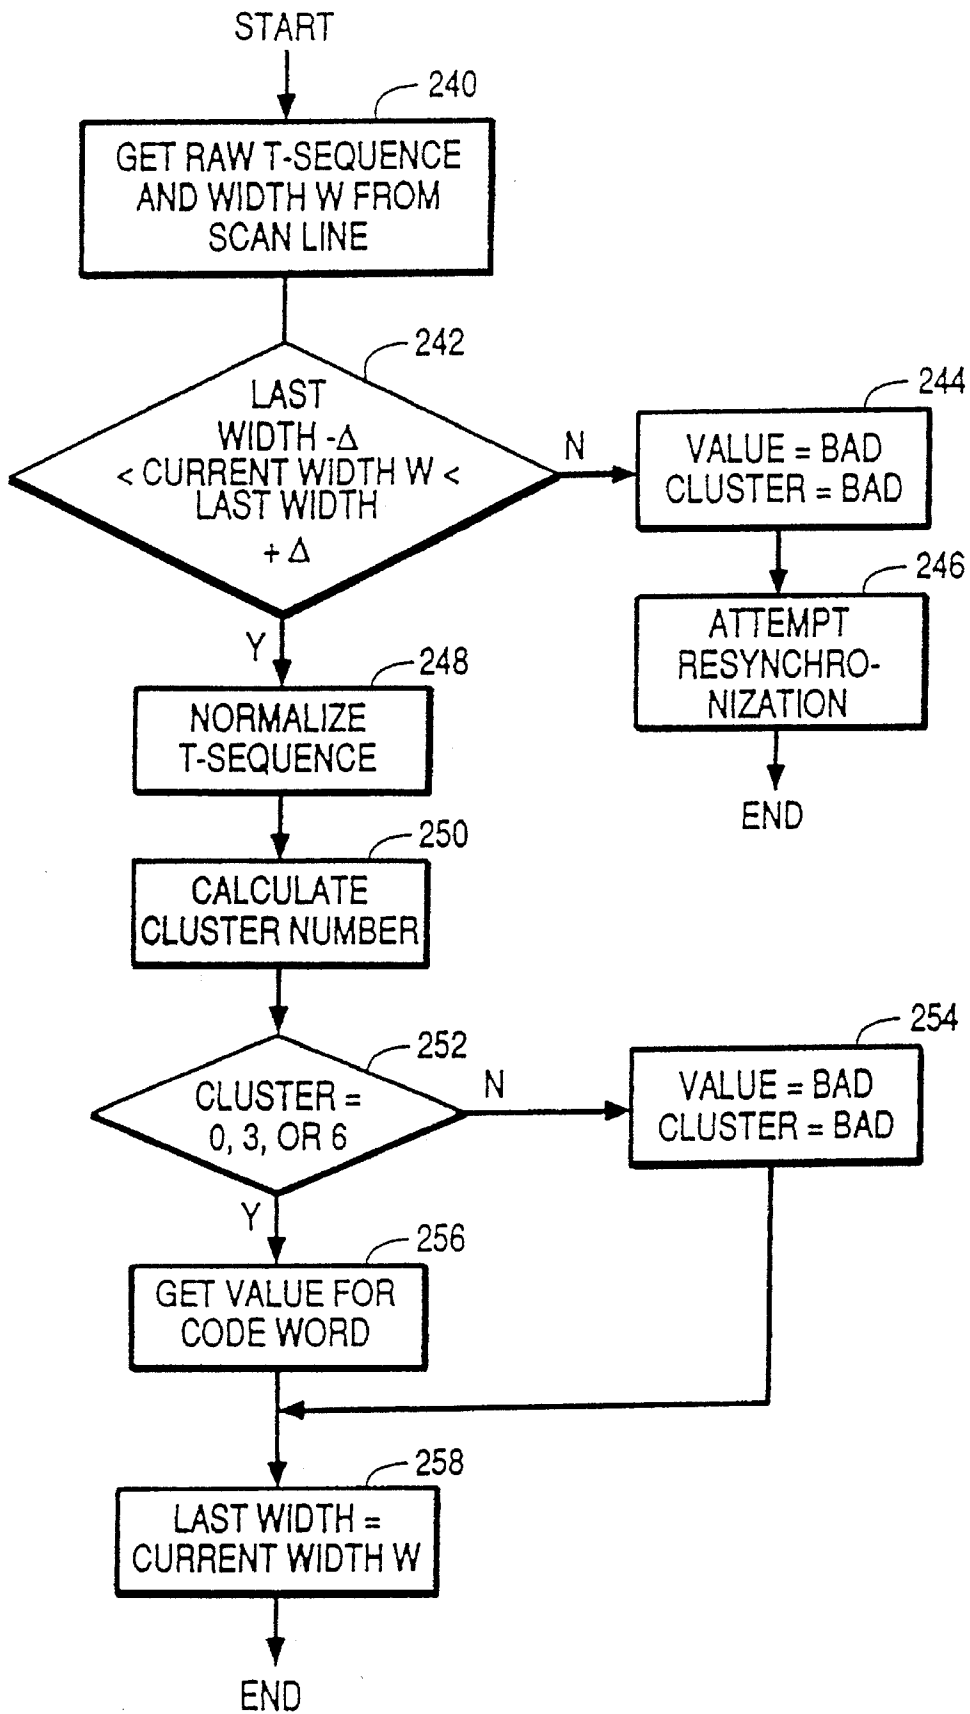 START
240
GET RAW T-SEQUENCE
AND WIDTH W FROM
SCAN LINE
242
LAST
WIDTH -Δ
< CURRENT WIDTH W <
LAST WIDTH
+ Δ
N
244
VALUE = BAD
CLUSTER = BAD
246
ATTEMPT
RESYNCHRO-
NIZATION
END
Y
248
NORMALIZE
T-SEQUENCE
250
CALCULATE
CLUSTER NUMBER
252
CLUSTER =
0, 3, OR 6
N
254
VALUE = BAD
CLUSTER = BAD
Y
256
GET VALUE FOR
CODE WORD
258
LAST WIDTH =
CURRENT WIDTH W
END